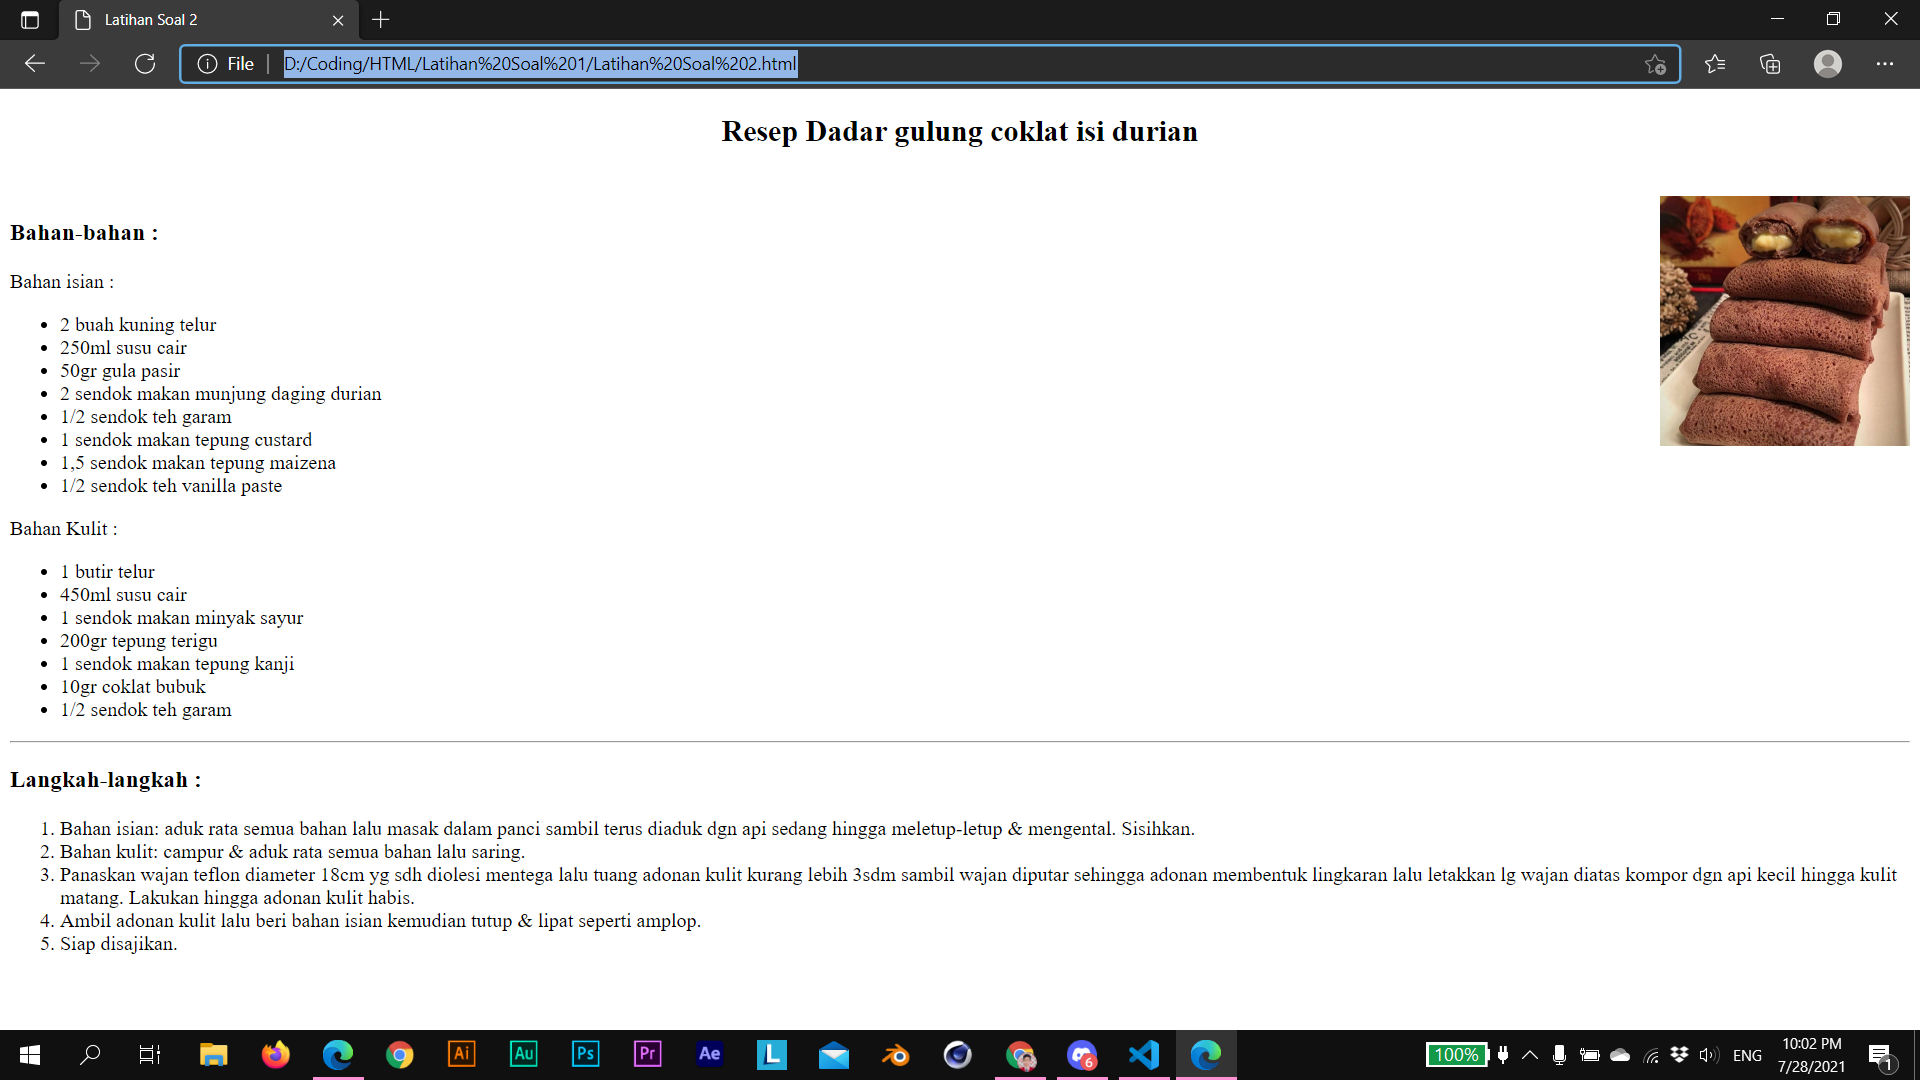 Latihan Soal 2
File
D:/Coding/HTML/Latihan%20Soal%201/Latihan%20Soal%202.html
Resep Dadar gulung coklat isi durian
Bahan-bahan :
Bahan isian :
• 2 buah kuning telur
• 250ml susu cair
• 50gr gula pasir
• 2 sendok makan munjung daging durian
• 1/2 sendok teh garam
• 1 sendok makan tepung custard
• 1,5 sendok makan tepung maizena
• 1/2 sendok teh vanilla paste
Bahan Kulit :
• 1 butir telur
• 450ml susu cair
• 1 sendok makan minyak sayur
• 200gr tepung terigu
• 1 sendok makan tepung kanji
• 10gr coklat bubuk
• 1/2 sendok teh garam
Langkah-langkah :
1. Bahan isian: aduk rata semua bahan lalu masak dalam panci sambil terus diaduk dgn api sedang hingga meletup-letup & mengental. Sisihkan.
2. Bahan kulit: campur & aduk rata semua bahan lalu saring.
3. Panaskan wajan teflon diameter 18cm yg sdh diolesi mentega lalu tuang adonan kulit kurang lebih 3sdm sambil wajan diputar sehingga adonan membentuk lingkaran lalu letakkan lg wajan diatas kompor dgn api kecil hingga kulit
matang. Lakukan hingga adonan kulit habis.
4. Ambil adonan kulit lalu beri bahan isian kemudian tutup & lipat seperti amplop.
5. Siap disajikan.
Ai
Au
Ps
Pr
Ae
L
6
100%
ENG
10:02 PM
7/28/2021
1